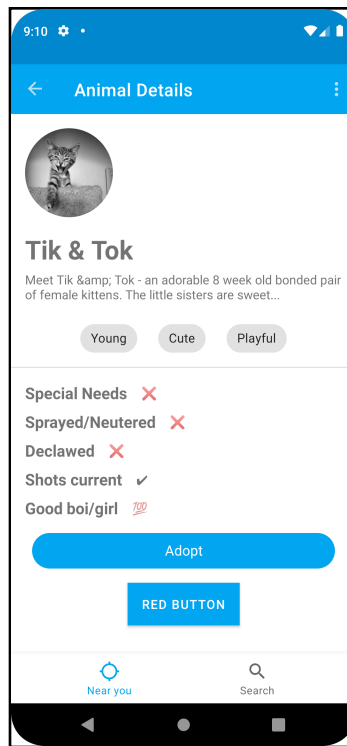 9:10
Animal Details
Tik & Tok
Meet Tik &amp; Tok - an adorable 8 week old bonded pair
of female kittens. The little sisters are sweet...
Young Cute Playful
Special Needs ❌
Sprayed/Neutered ❌
Declawed ❌
Shots current ✔
Good boi/girl 💯
Adopt
RED BUTTON
Near you Search